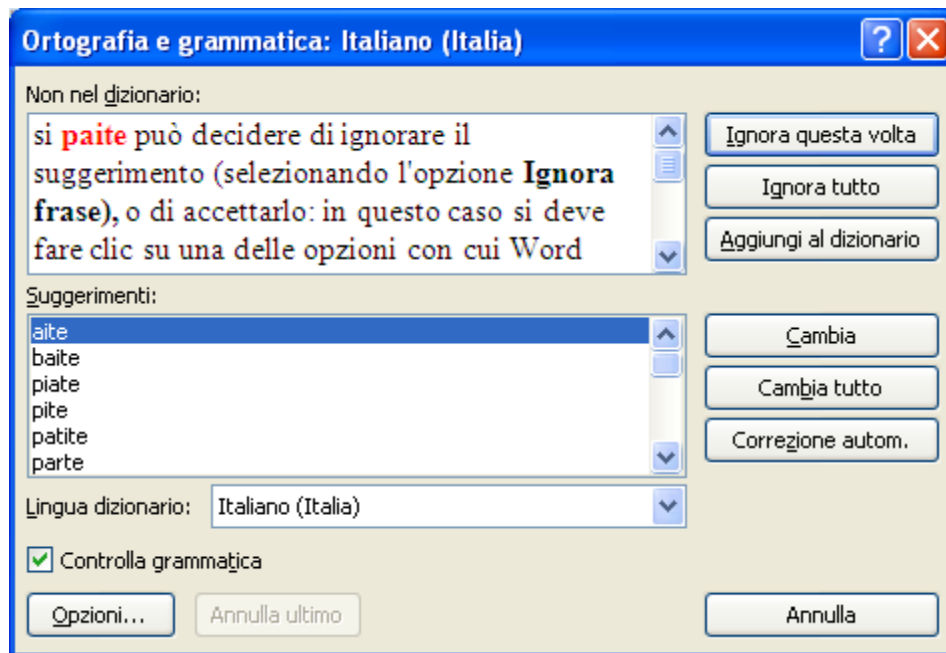 Ortografia e grammatica: Italiano (Italia)
Non nel dizionario:
si paite può decidere di ignorare il
suggerimento (selezionando l'opzione Ignora
frase), o di accettarlo: in questo caso si deve
fare clic su una delle opzioni con cui Word
Ignora questa volta
Ignora tutto
Aggiungi al dizionario
Suggerimenti:
aite
baite
piate
pite
patite
parte
Cambia
Cambia tutto
Correzione autom.
Lingua dizionario: Italiano (Italia)
Controlla grammatica
Opzioni... Annulla ultimo Annulla